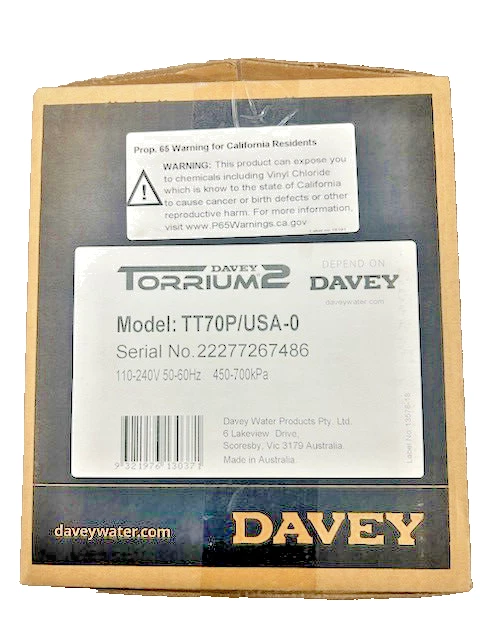 Prop. 65 Warning for California Residents
WARNING: This product can expose you
to chemicals including Vinyl Chloride
which is know to the state of California
to cause cancer or birth defects or other
reproductive harm. For more information,
visit www.P65Warnings.ca.gov
DAVEY
TORRIUM2
DEPEND ON
DAVEY
daveywater.com
Model: TT70P/USA-0
Serial No.22277267486
110-240V 50-60Hz 450-700kPa
Davey Water Products Pty. Ltd.
6 Lakeview Drive,
Scoresby, Vic 3179 Australia.
Made in Australia.
9 321976 130371
daveywater.com
DAVEY